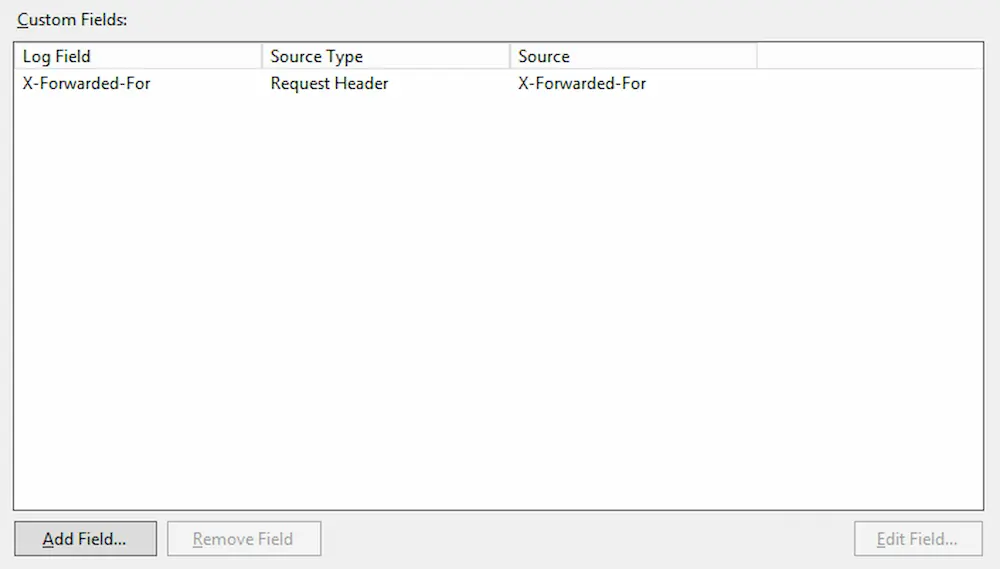 Custom Fields:
Log Field Source Type Source
X-Forwarded-For Request Header X-Forwarded-For
Add Field... Remove Field Edit Field...